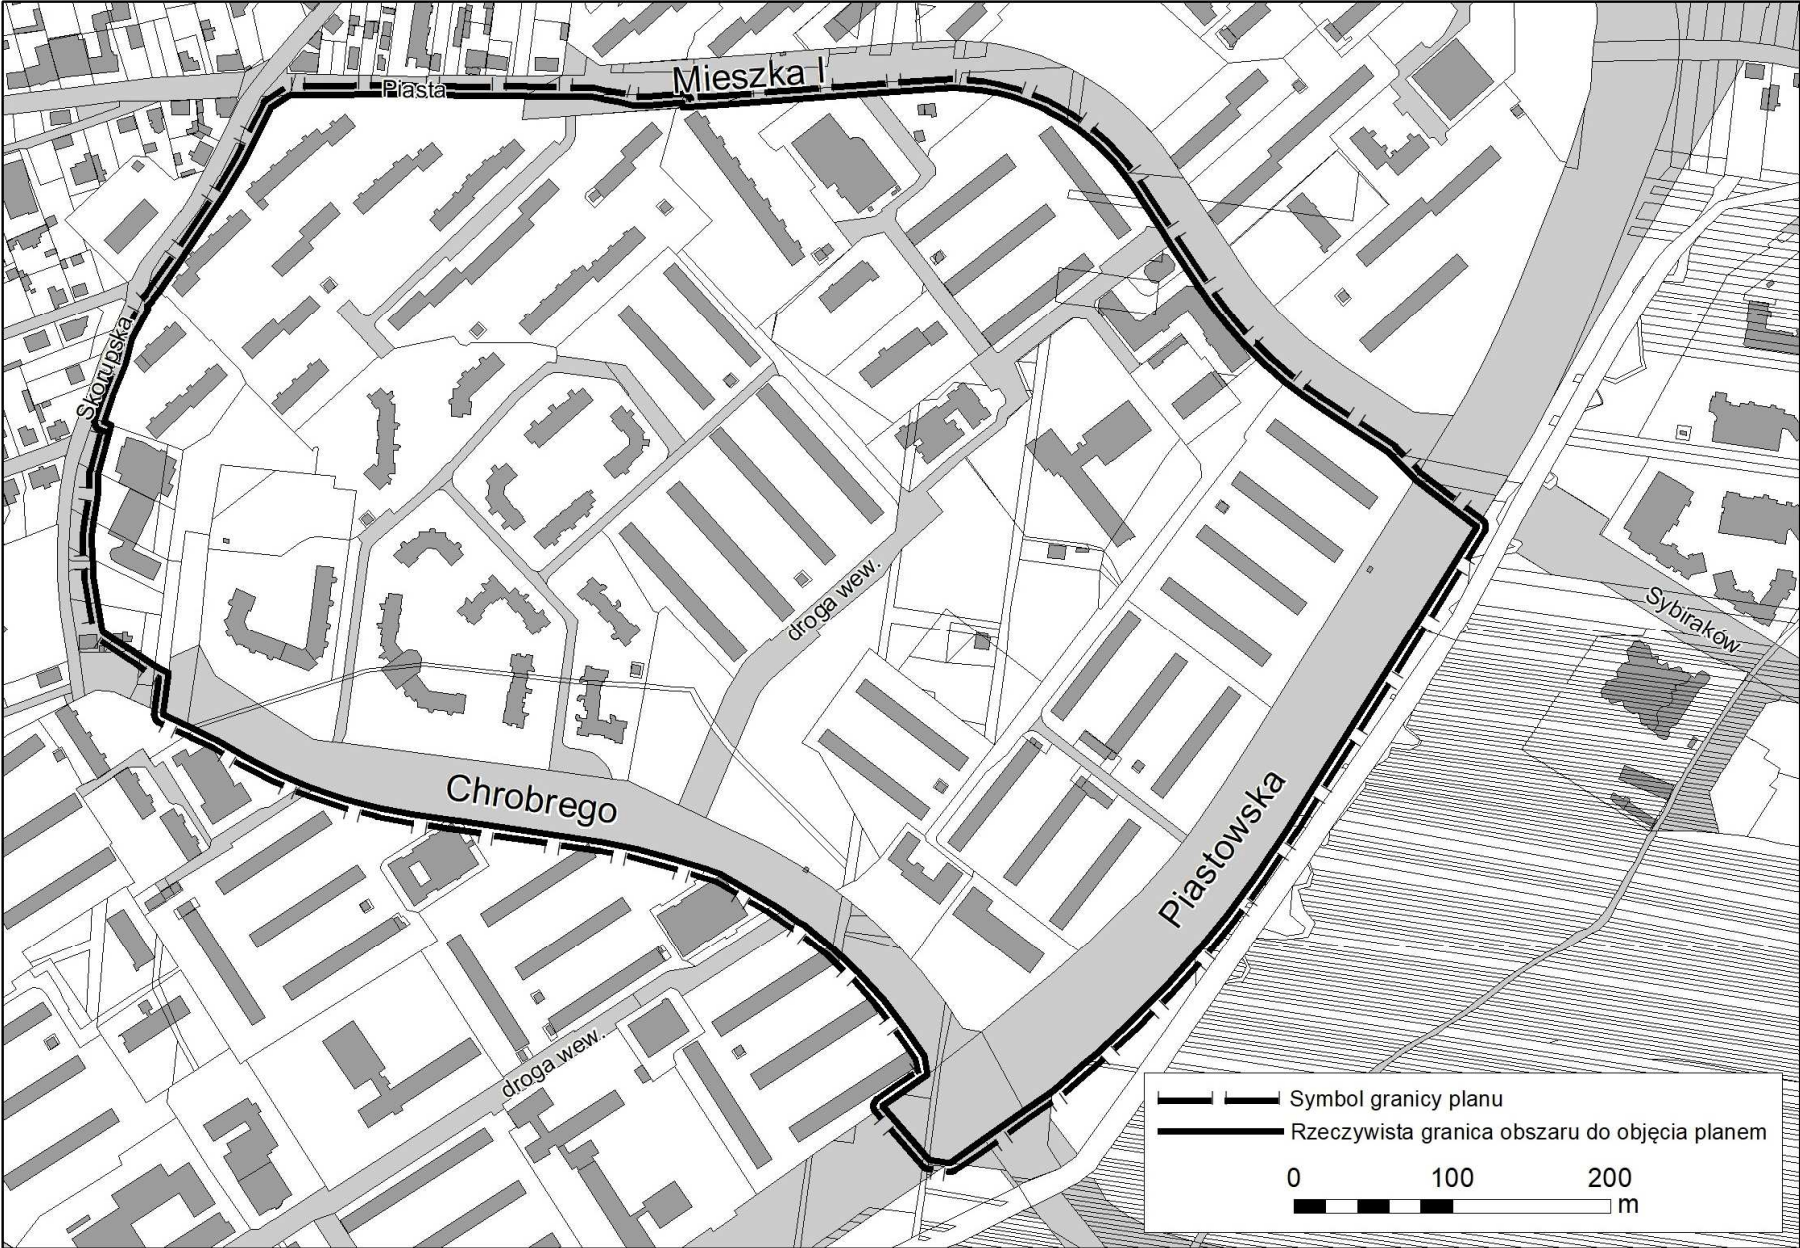 Mieszka I
Piasta
Skorupska
droga wew.
Sybiraków
Chrobrego
Piastowska
droga wew.
Symbol granicy planu
Rzeczywista granica obszaru do objęcia planem
0 100 200
m